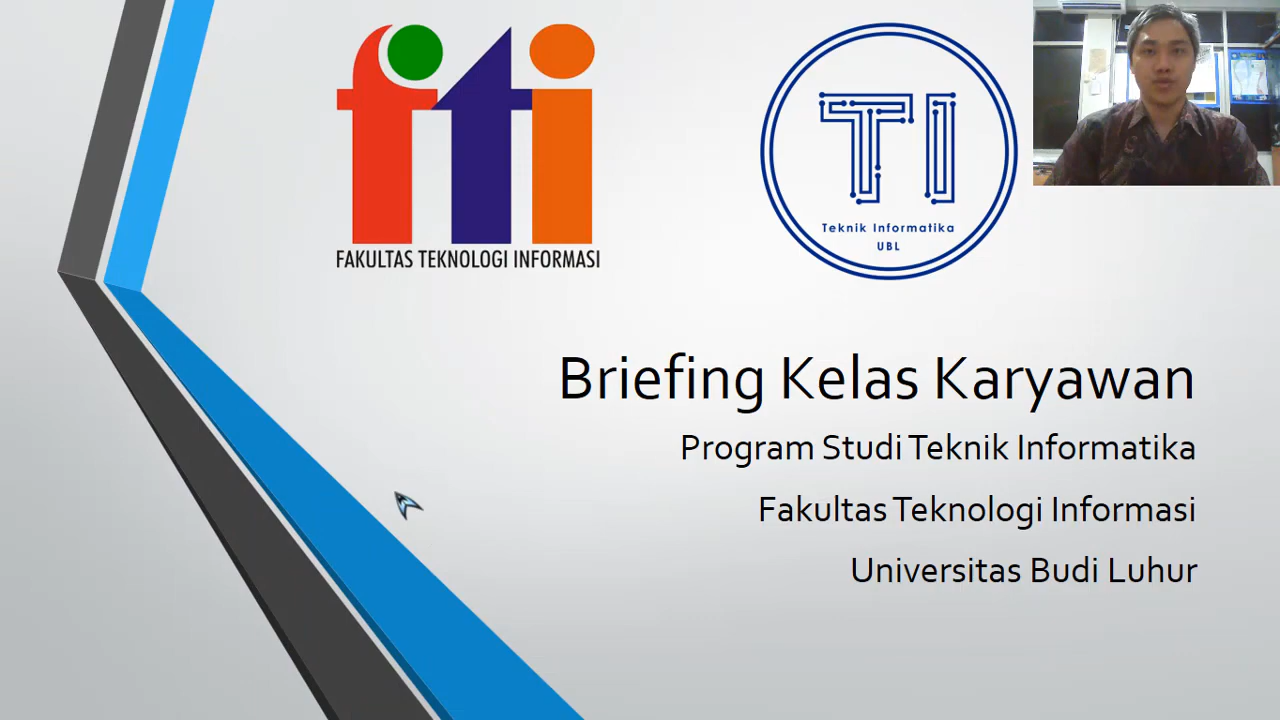 fti
FAKULTAS TEKNOLOGI INFORMASI
TI
Teknik Informatika
UBL
Briefing Kelas Karyawan
Program Studi Teknik Informatika
Fakultas Teknologi Informasi
Universitas Budi Luhur